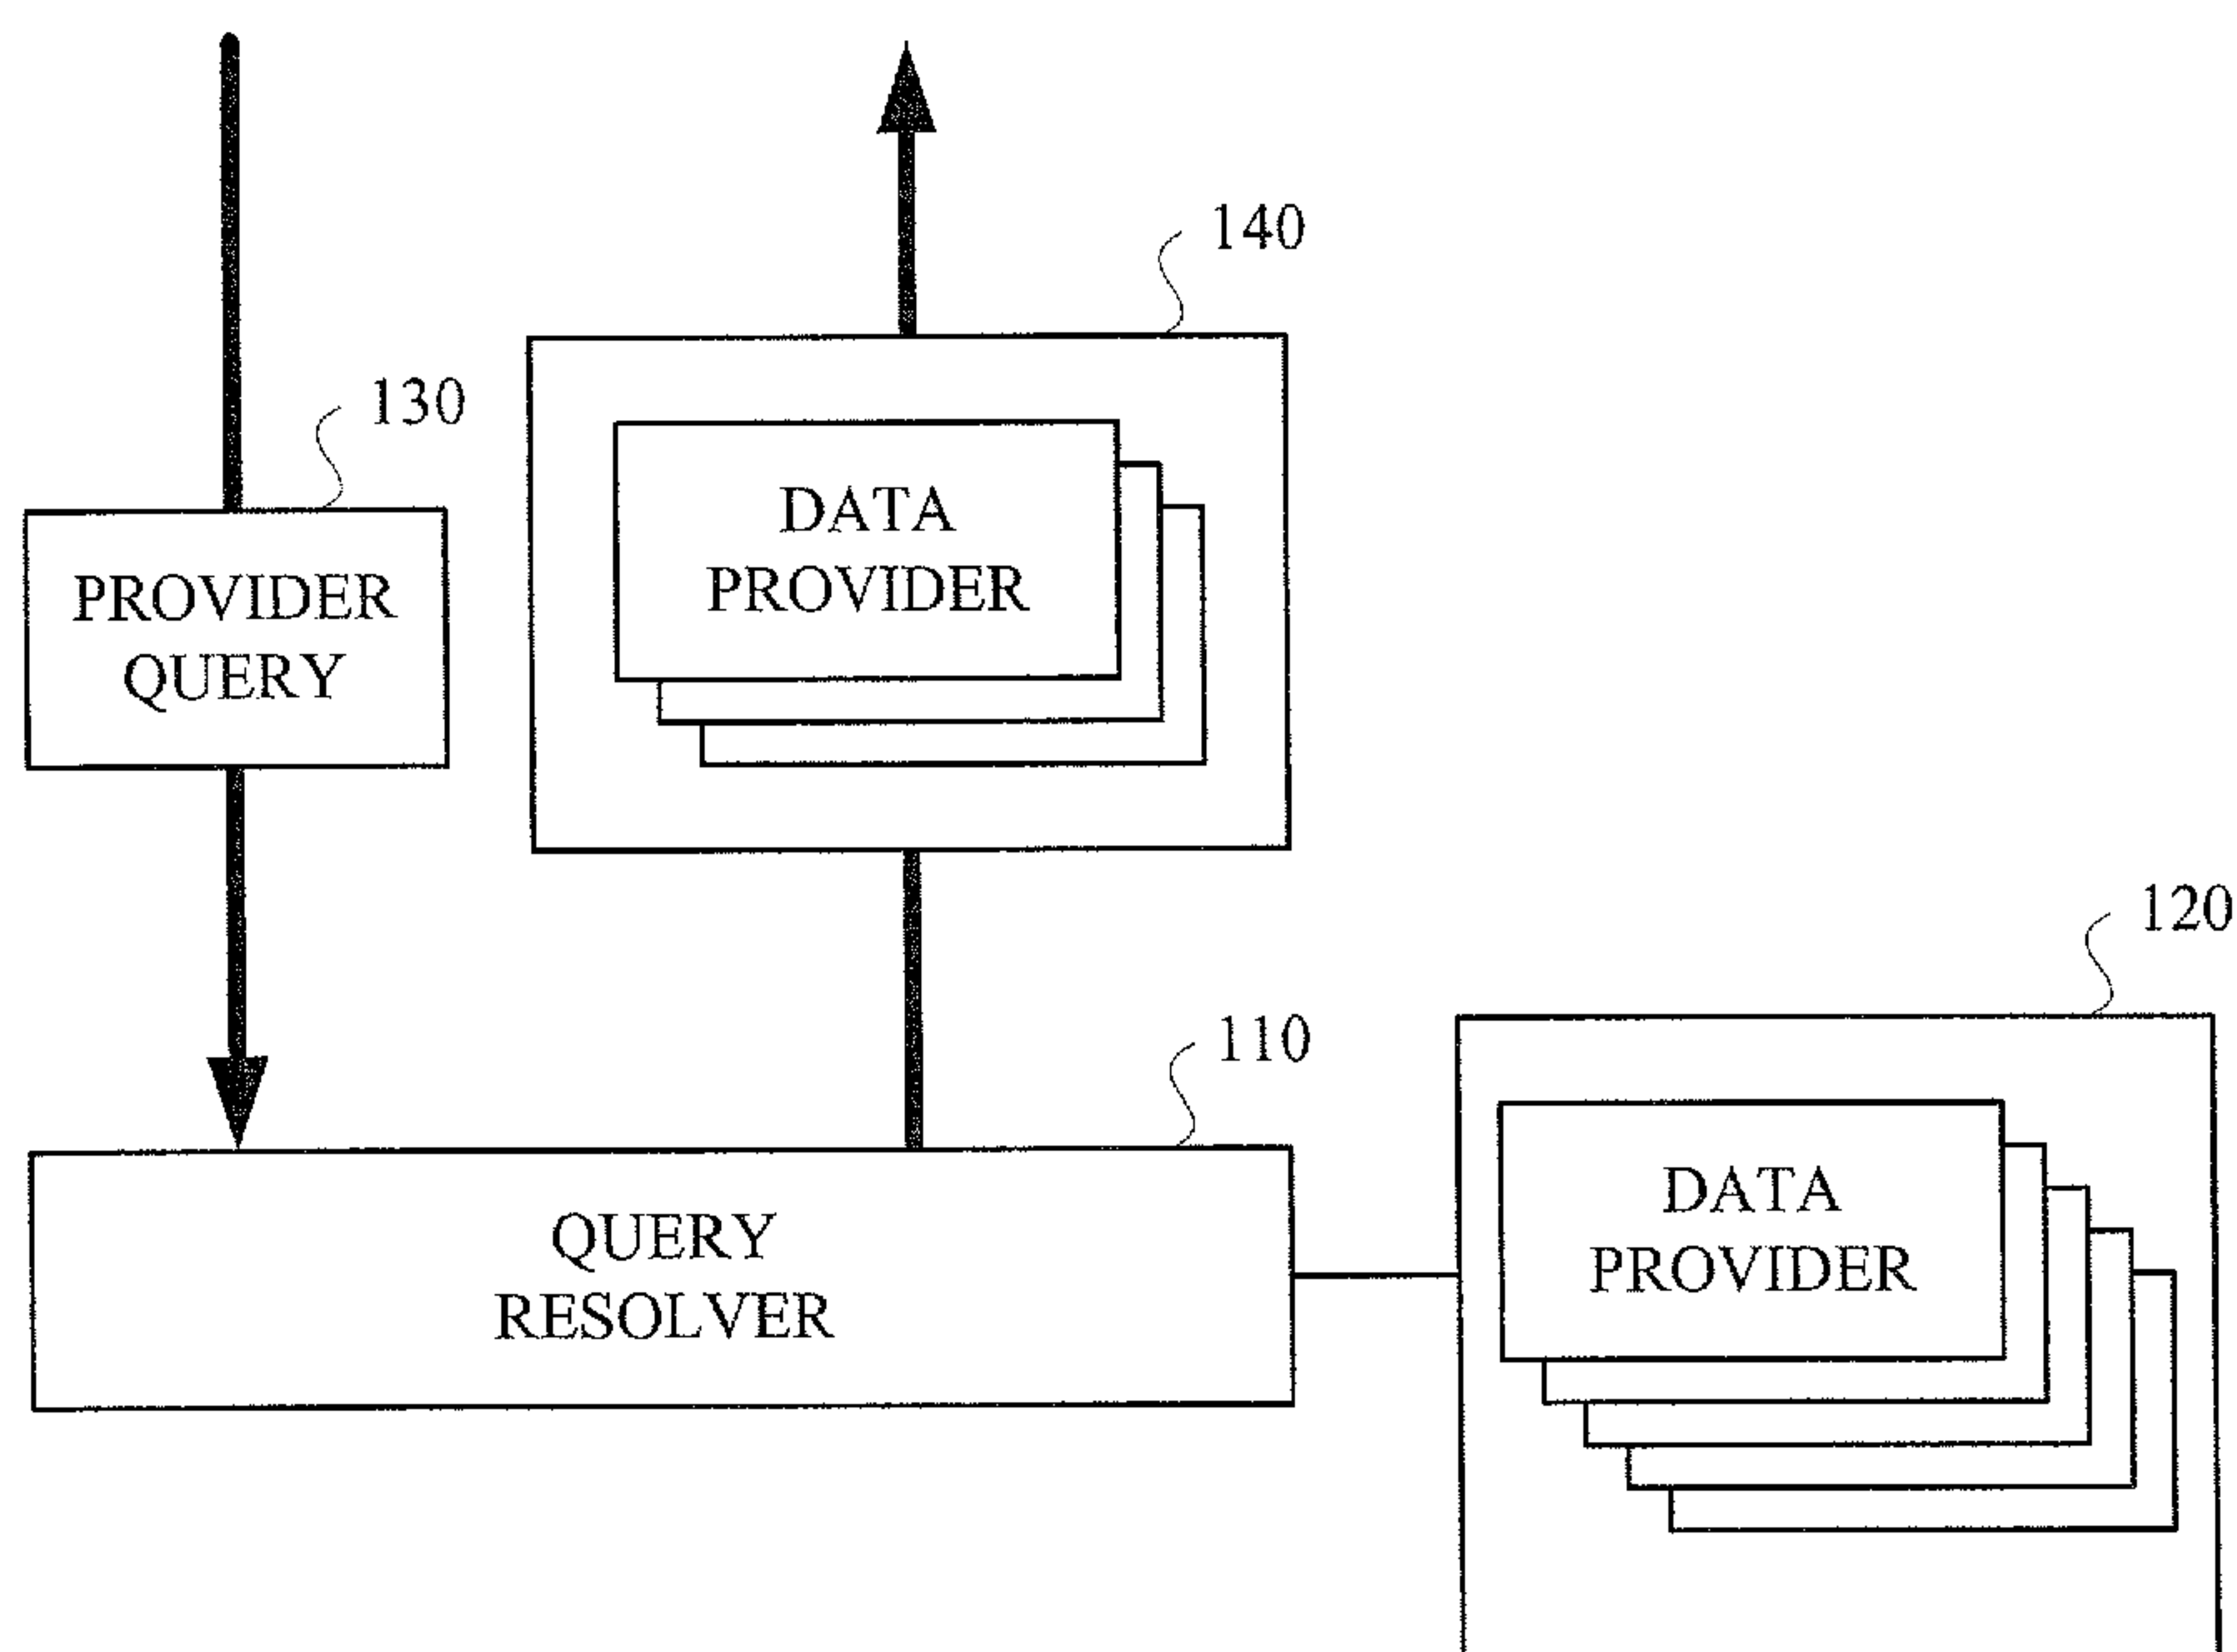 140
130
DATA
PROVIDER
PROVIDER
QUERY
120
110
DATA
PROVIDER
QUERY
RESOLVER